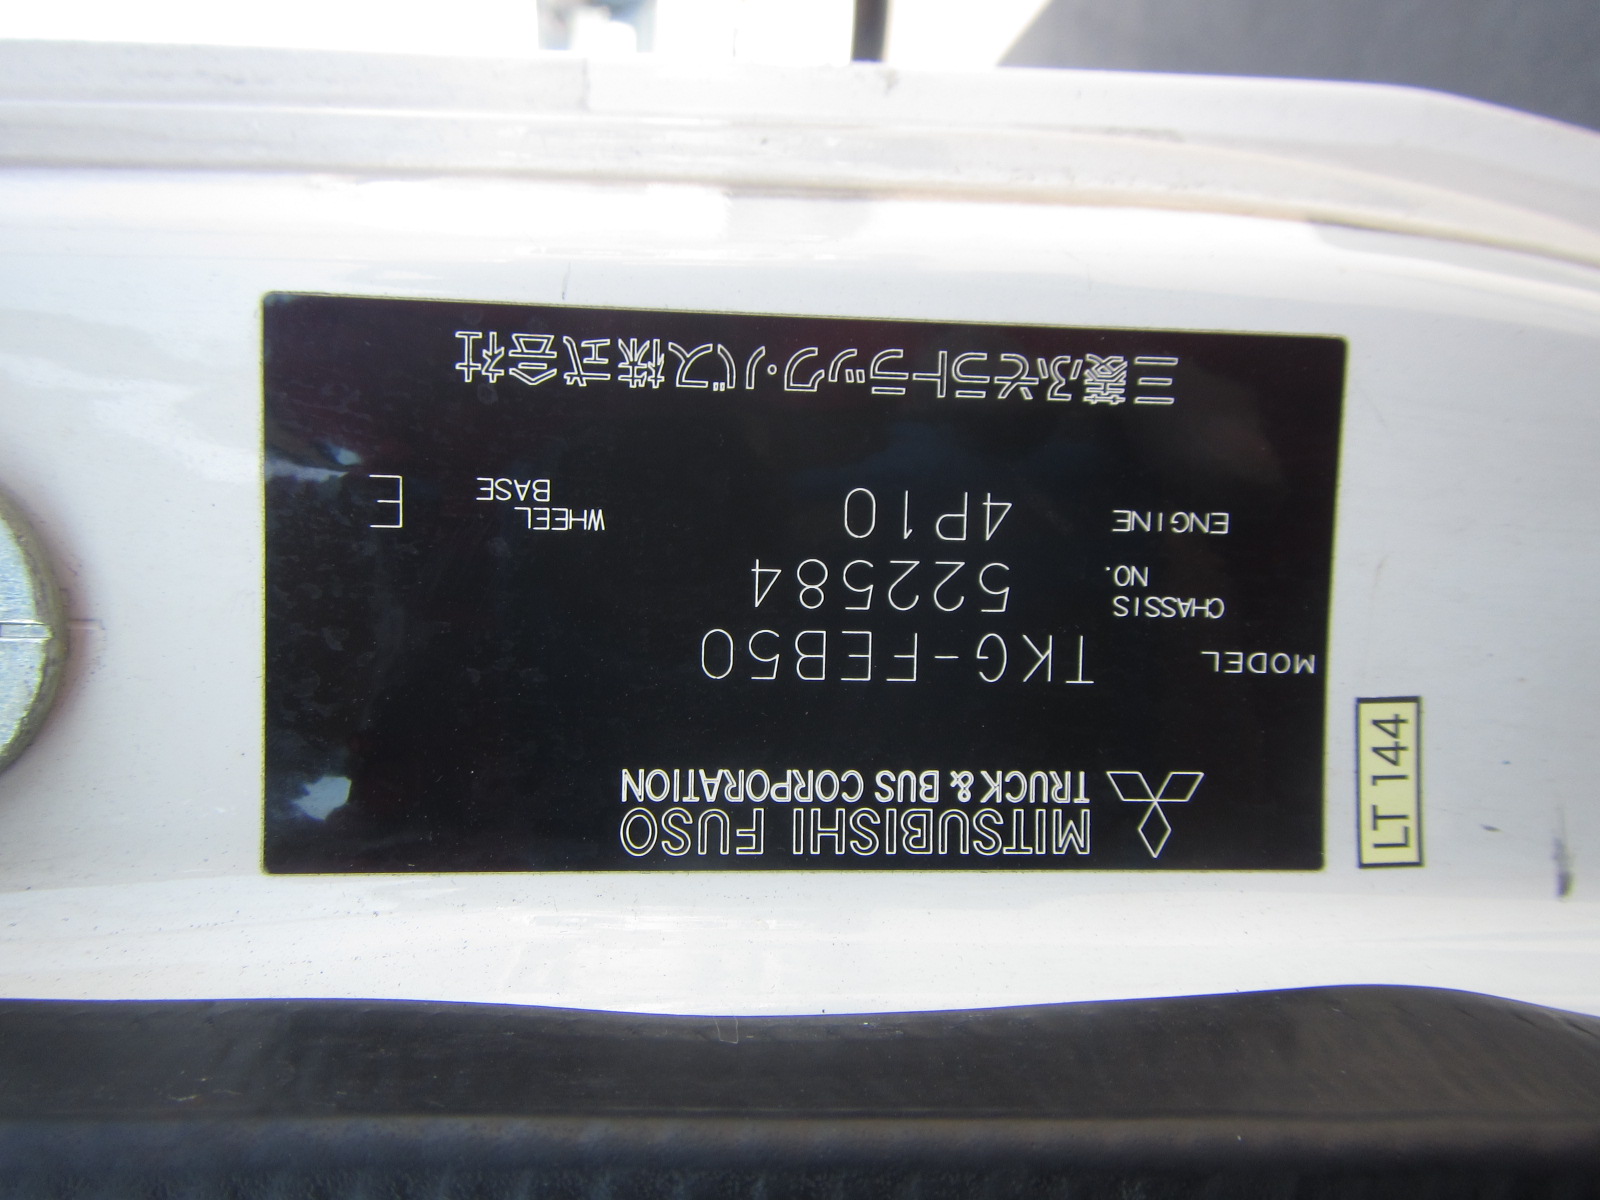 MITSUBISHI FUSO
TRUCK & BUS CORPORATION
MODEL TKG-FEB50
CHASSIS NO. 522584
ENGINE 4P10 WHEEL BASE E
三菱ふそうトラック・バス株式会社
LT 144